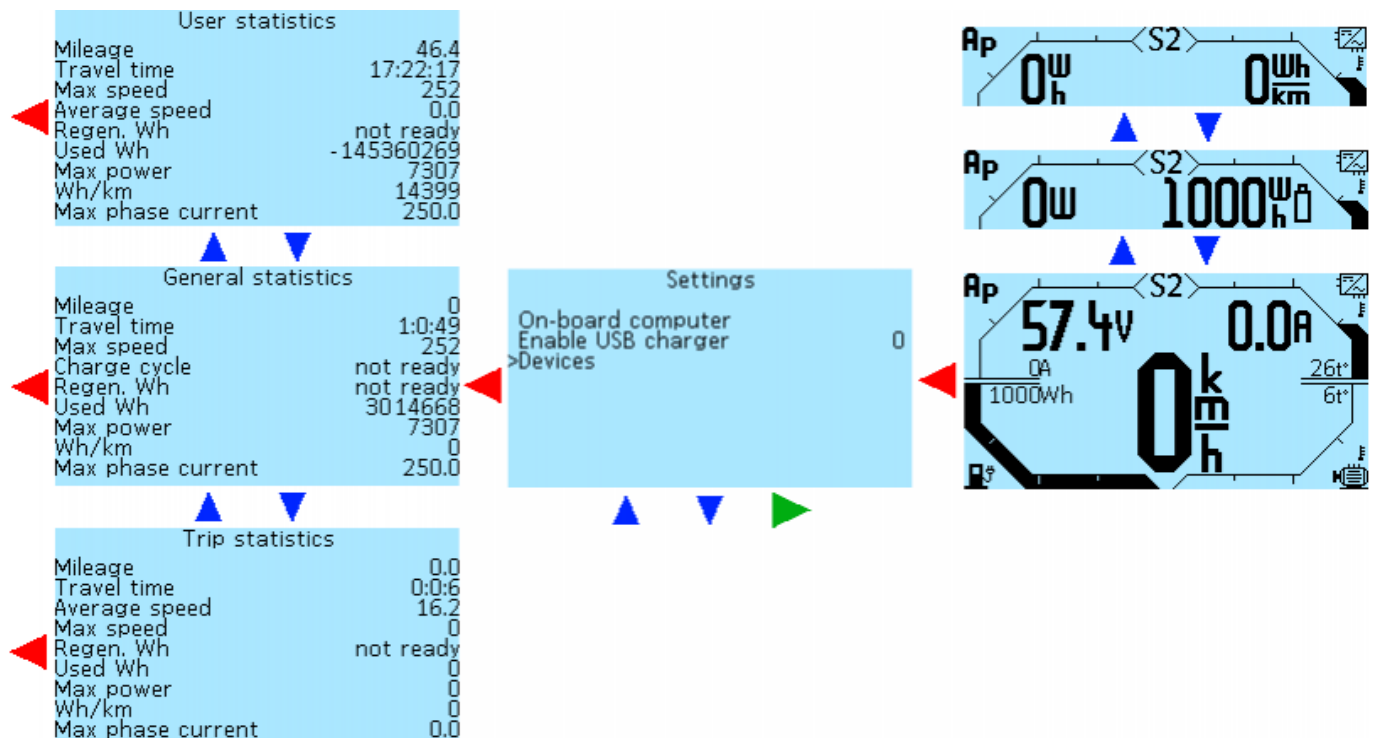 User statistics
Mileage 46.4
Travel time 17:22:17
Max speed 252
Average speed 0.0
Regen. Wh not ready
Used Wh -145360269
Max power 7307
Wh/km 14399
Max phase current 250.0
General statistics
Mileage 0
Travel time 1:0:49
Max speed 252
Charge cycle not ready
Regen. Wh not ready
Used Wh 3014668
Max power 7307
Wh/km 0
Max phase current 250.0
Trip statistics
Mileage 0.0
Travel time 0:0:6
Average speed 16.2
Max speed 0
Regen. Wh not ready
Used Wh 0
Max power 0
Wh/km 0
Max phase current 0.0
Settings
On-board computer
Enable USB charger 0
>Devices
Ap S2
0Wh 0Wh/km
Ap S2
0W 1000Wh
Ap S2
57.4V 0.0A
0A 26t°
1000Wh 6t°
0 km/h